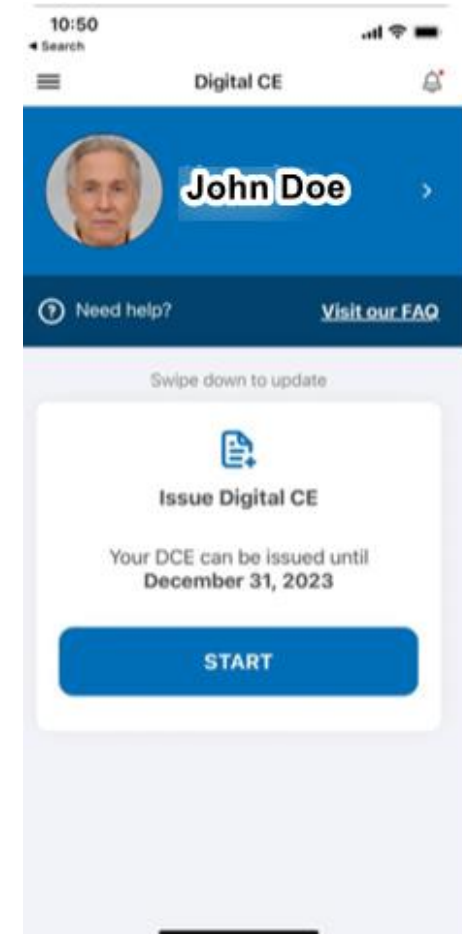 10:50
◀ Search
Digital CE
John Doe
Need help?
Visit our FAQ
Swipe down to update
Issue Digital CE
Your DCE can be issued until
December 31, 2023
START